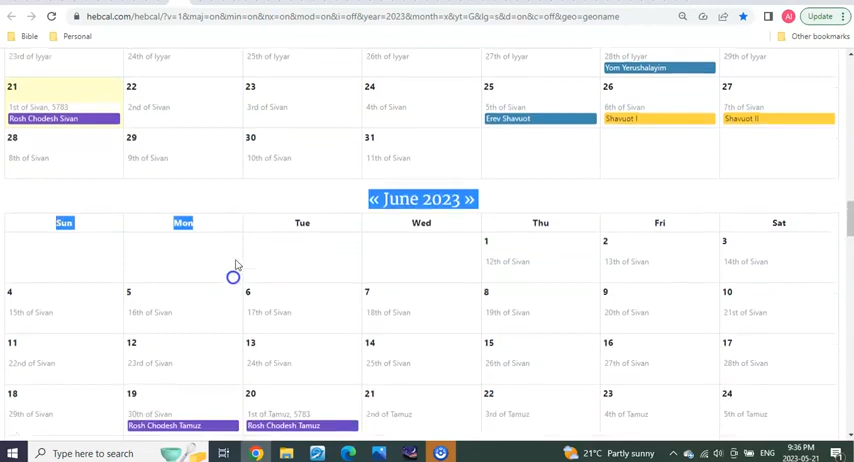 hebcal.com/hebcal/?v=1&maj=on&min=on&nx=on&mod=on&i=off&year=2023&month=x&yt=G&lg=s&d=on&c=off&geo=geoname
AI
Update
Bible Personal Other bookmarks
23rd of Iyyar 24th of Iyyar 25th of Iyyar 26th of Iyyar 27th of Iyyar 28th of Iyyar 29th of Iyyar
Yom Yerushalayim
21 22 23 24 25 26 27
1st of Sivan, 5783 2nd of Sivan 3rd of Sivan 4th of Sivan 5th of Sivan 6th of Sivan 7th of Sivan
Rosh Chodesh Sivan Erev Shavuot Shavuot I Shavuot II
28 29 30 31
8th of Sivan 9th of Sivan 10th of Sivan 11th of Sivan
« June 2023 »
Sun Mon Tue Wed Thu Fri Sat
1 2 3
12th of Sivan 13th of Sivan 14th of Sivan
4 5 6 7 8 9 10
15th of Sivan 16th of Sivan 17th of Sivan 18th of Sivan 19th of Sivan 20th of Sivan 21st of Sivan
11 12 13 14 15 16 17
22nd of Sivan 23rd of Sivan 24th of Sivan 25th of Sivan 26th of Sivan 27th of Sivan 28th of Sivan
18 19 20 21 22 23 24
29th of Sivan 30th of Sivan 1st of Tamuz, 5783 2nd of Tamuz 3rd of Tamuz 4th of Tamuz 5th of Tamuz
Rosh Chodesh Tamuz Rosh Chodesh Tamuz
Type here to search
21°C Partly sunny
ENG
9:36 PM
2023-05-21